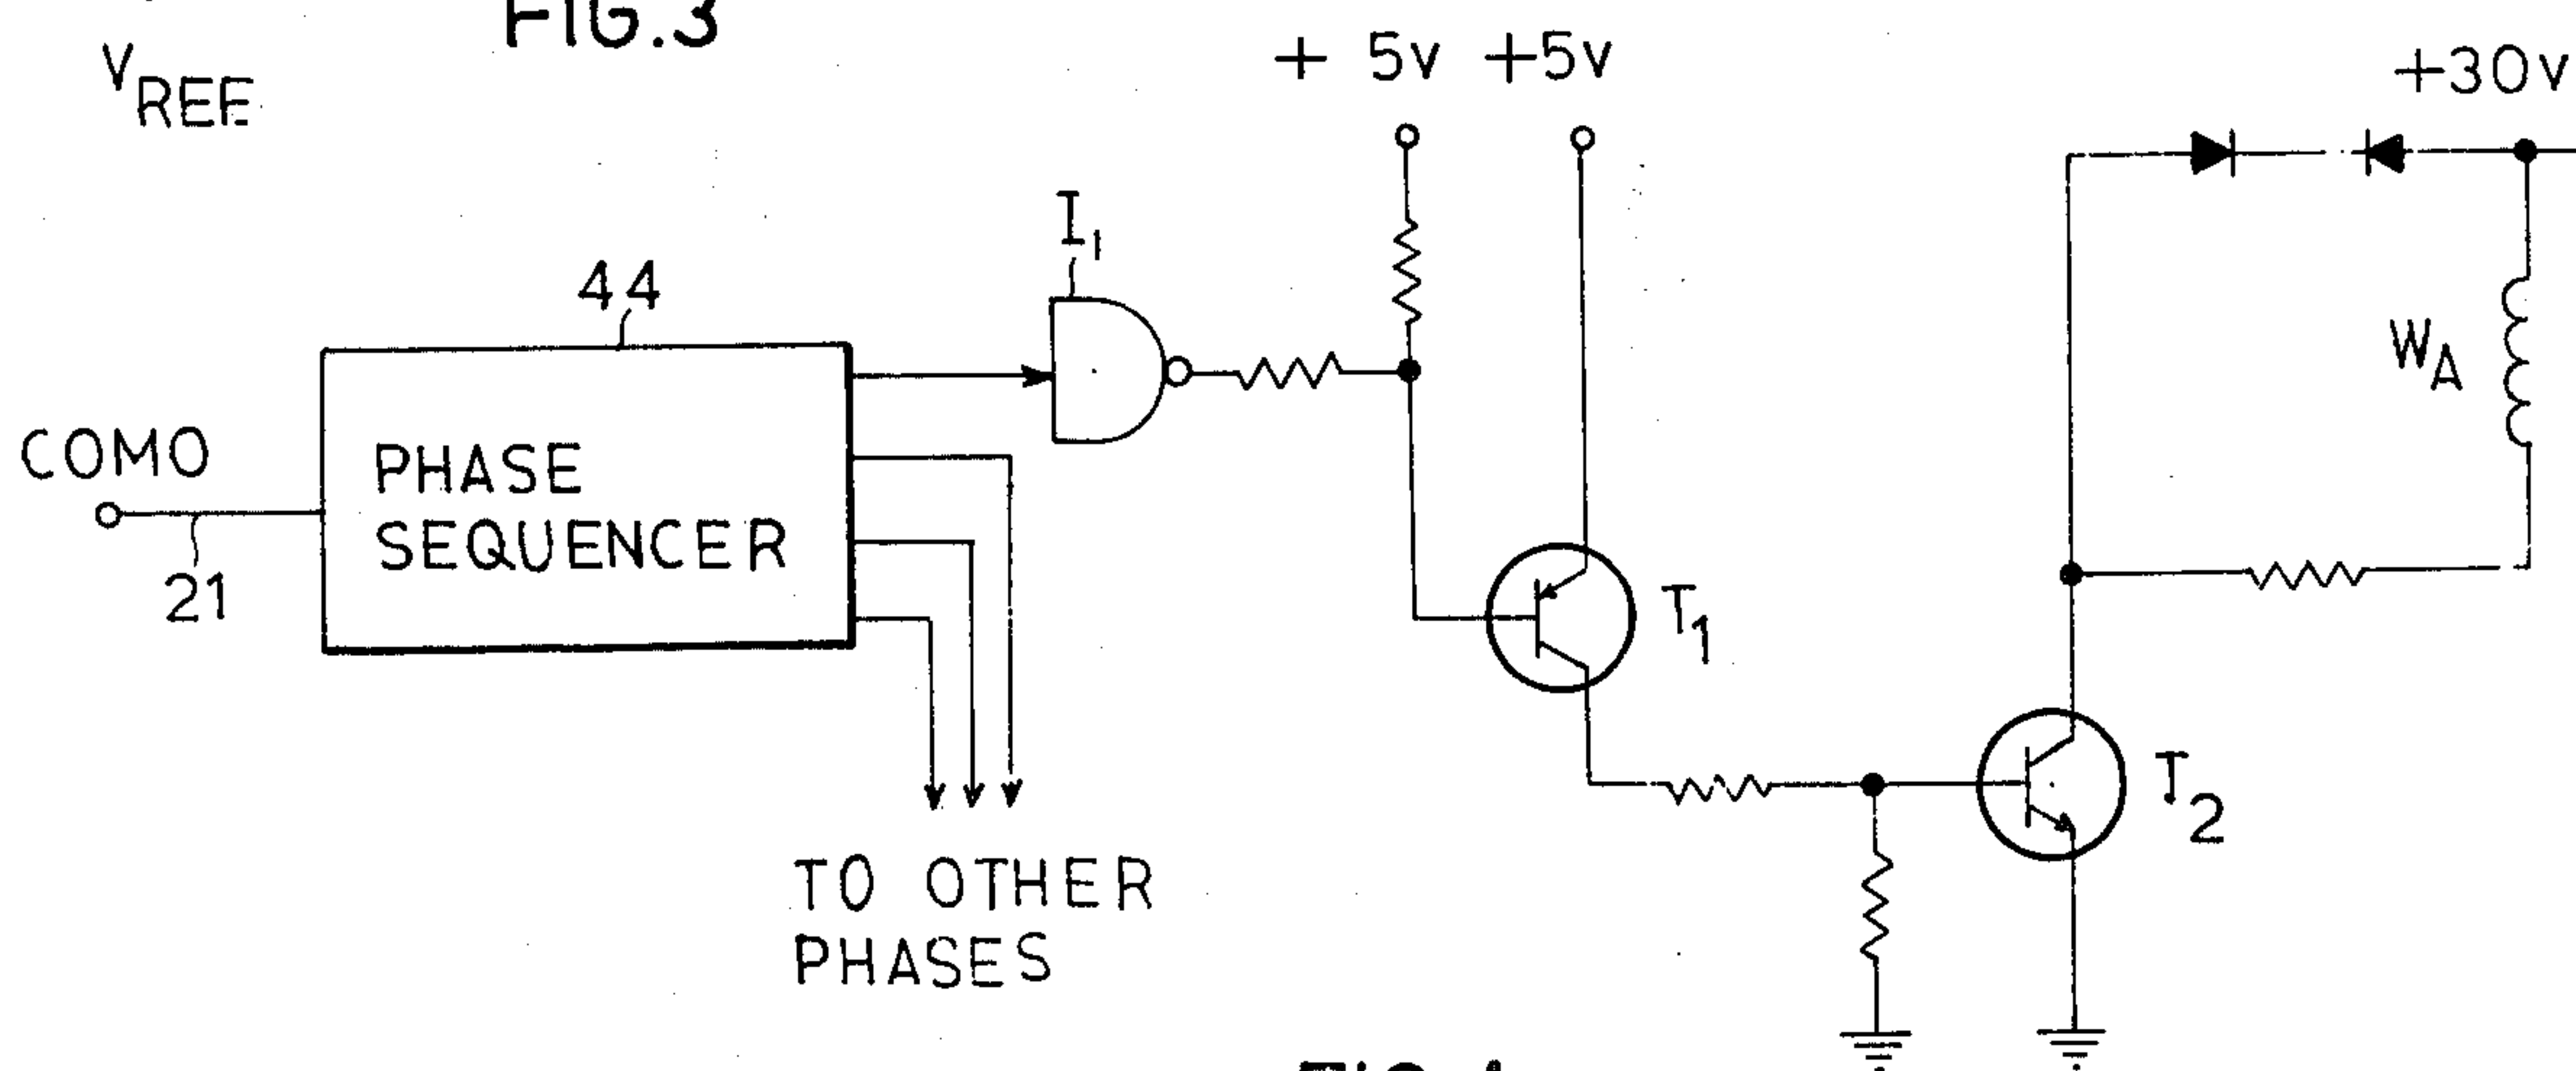 FIG.3
VREF
+ 5v +5v
+30v
I1
44
COMO
21
PHASE
SEQUENCER
WA
T1
T2
TO OTHER
PHASES